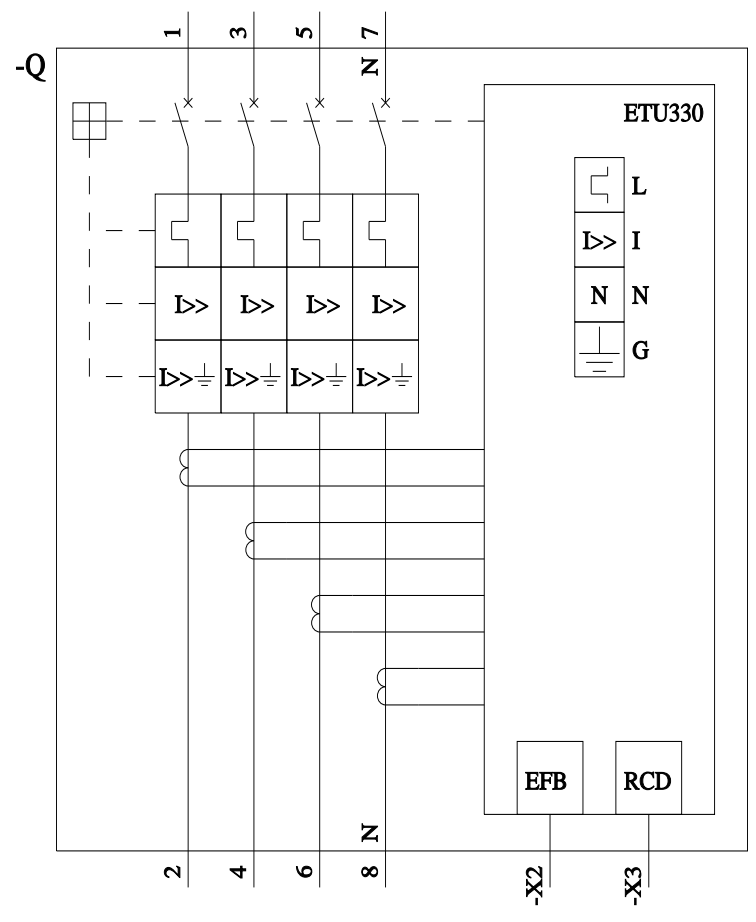 1 3 5 7
-Q
N
ETU330
L
I>> I
I>> I>> I>> I>>
N N
G
I>> I>> I>> I>>
EFB RCD
N
2 4 6 8
-X2 -X3